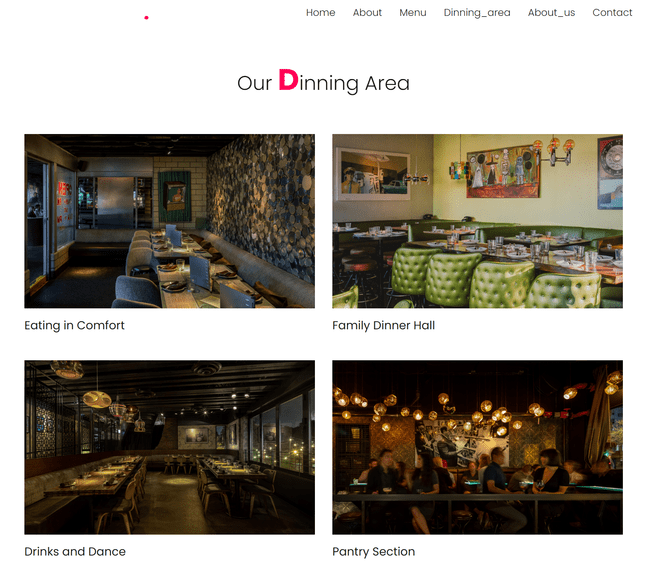 Home About Menu Dinning_area About_us Contact
Our Dinning Area
Eating in Comfort
Family Dinner Hall
Drinks and Dance
Pantry Section